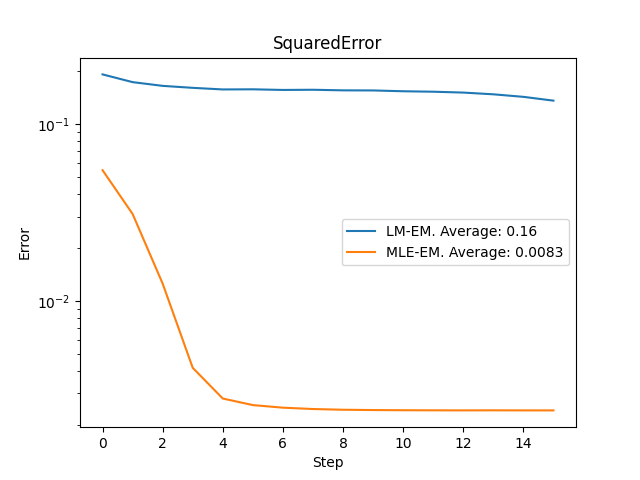 SquaredError
Error
10⁻¹
10⁻²
LM-EM. Average: 0.16
MLE-EM. Average: 0.0083
0 2 4 6 8 10 12 14
Step